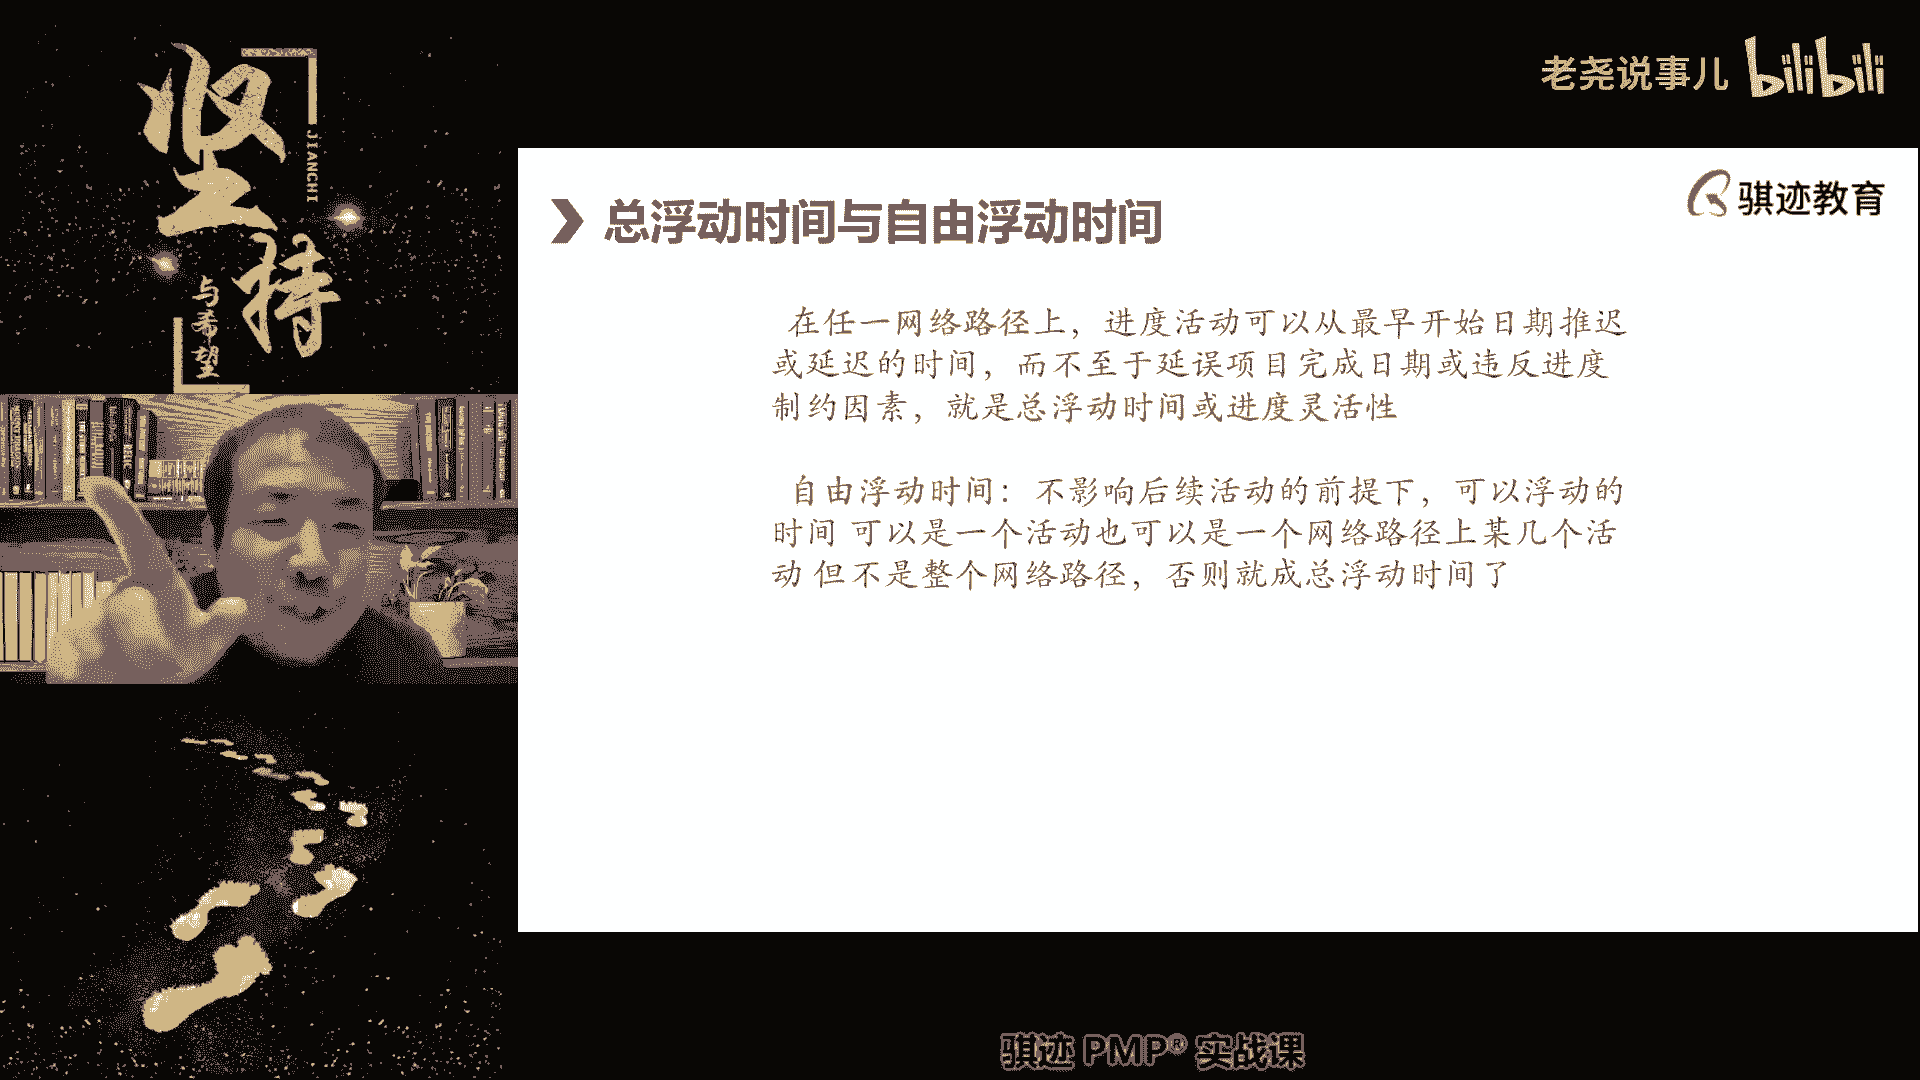 坚持
JIANCHI
与希望
老尧说事儿 bilibili
骐迹教育
总浮动时间与自由浮动时间
在任一网络路径上，进度活动可以从最早开始日期推迟
或延迟的时间，而不至于延误项目完成日期或违反进度
制约因素，就是总浮动时间或进度灵活性
自由浮动时间：不影响后续活动的前提下，可以浮动的
时间 可以是一个活动也可以是一个网络路径上某几个活
动 但不是整个网络路径，否则就成总浮动时间了
骐迹 PMP® 实战课